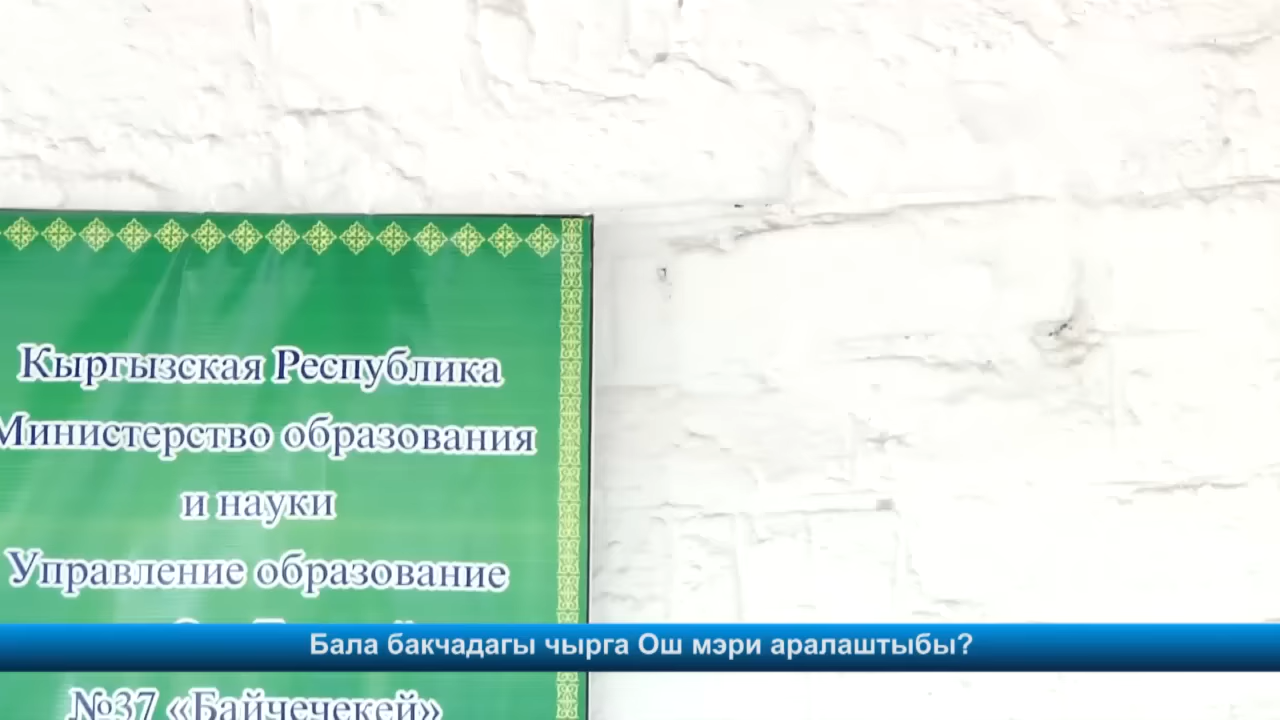 Кыргызская Республика
Министерство образования
и науки
Управление образование
Бала бакчадагы чырга Ош мэри аралаштыбы?
№37 «Байчечекей»